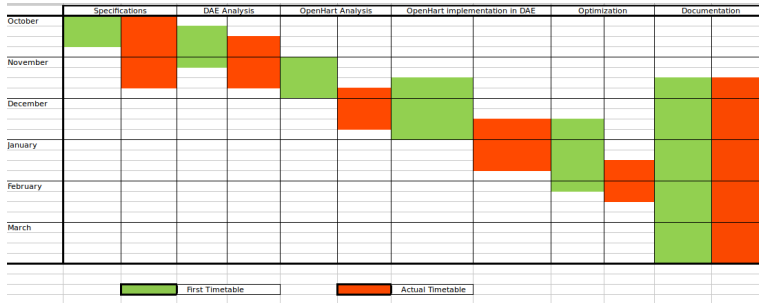 Specifications DAE Analysis OpenHart Analysis OpenHart implementation in DAE Optimization Documentation
October
November
December
January
February
March
First Timetable Actual Timetable